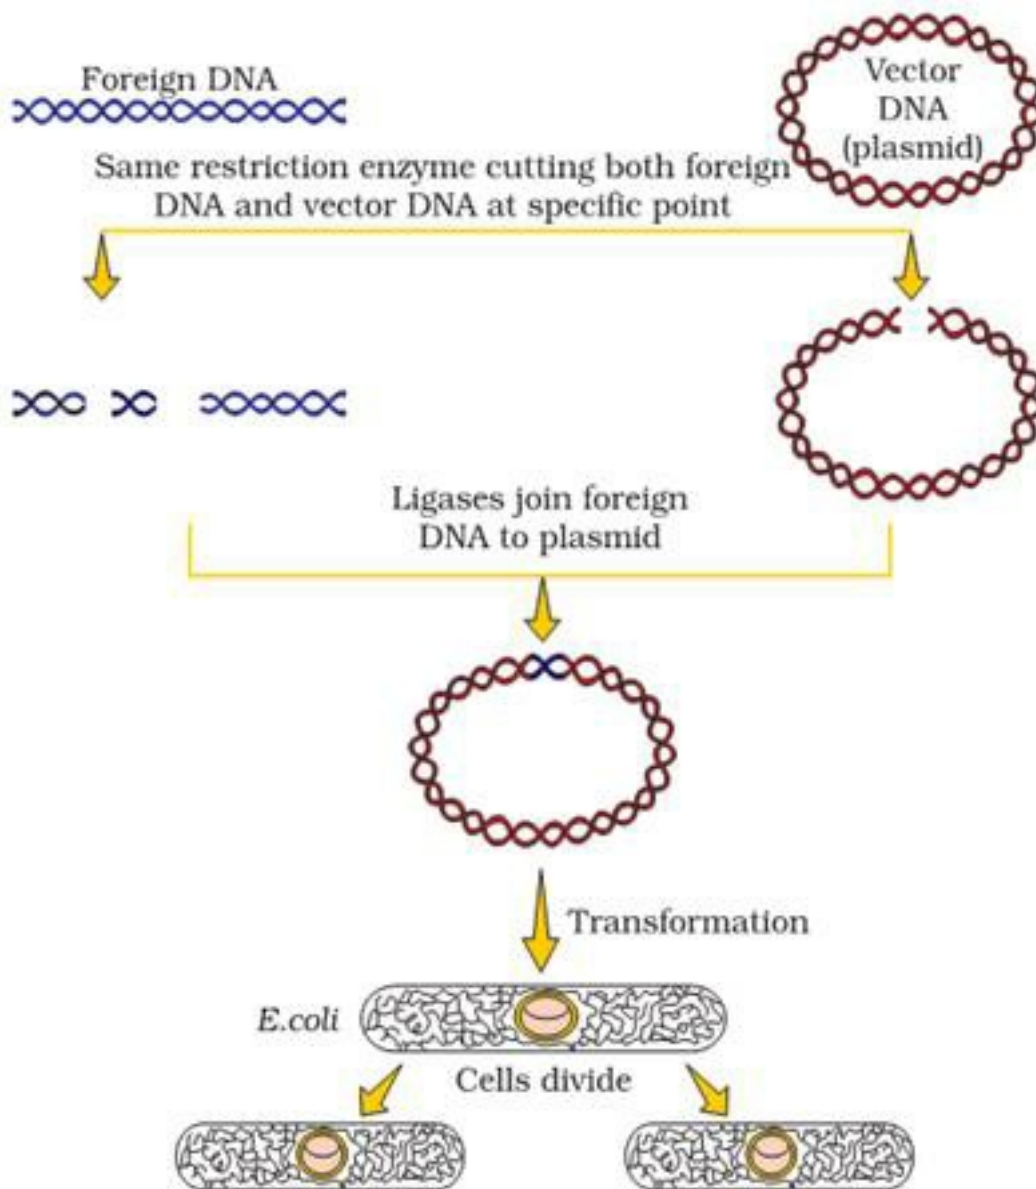 Foreign DNA
Vector
DNA
(plasmid)
Same restriction enzyme cutting both foreign
DNA and vector DNA at specific point
Ligases join foreign
DNA to plasmid
Transformation
E.coli
Cells divide